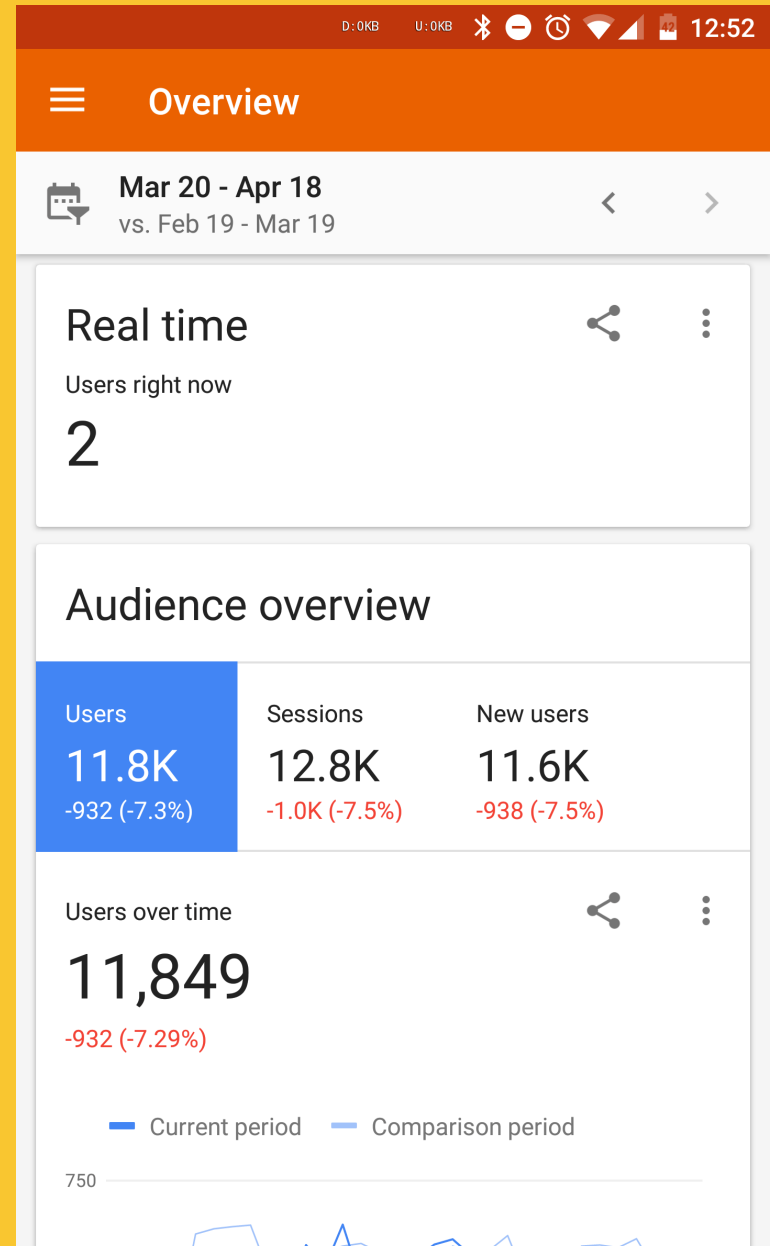 D:0KB U:0KB 42 12:52
Overview
Mar 20 - Apr 18
vs. Feb 19 - Mar 19
Real time
Users right now
2
Audience overview
Users Sessions New users
11.8K 12.8K 11.6K
-932 (-7.3%) -1.0K (-7.5%) -938 (-7.5%)
Users over time
11,849
-932 (-7.29%)
Current period Comparison period
750